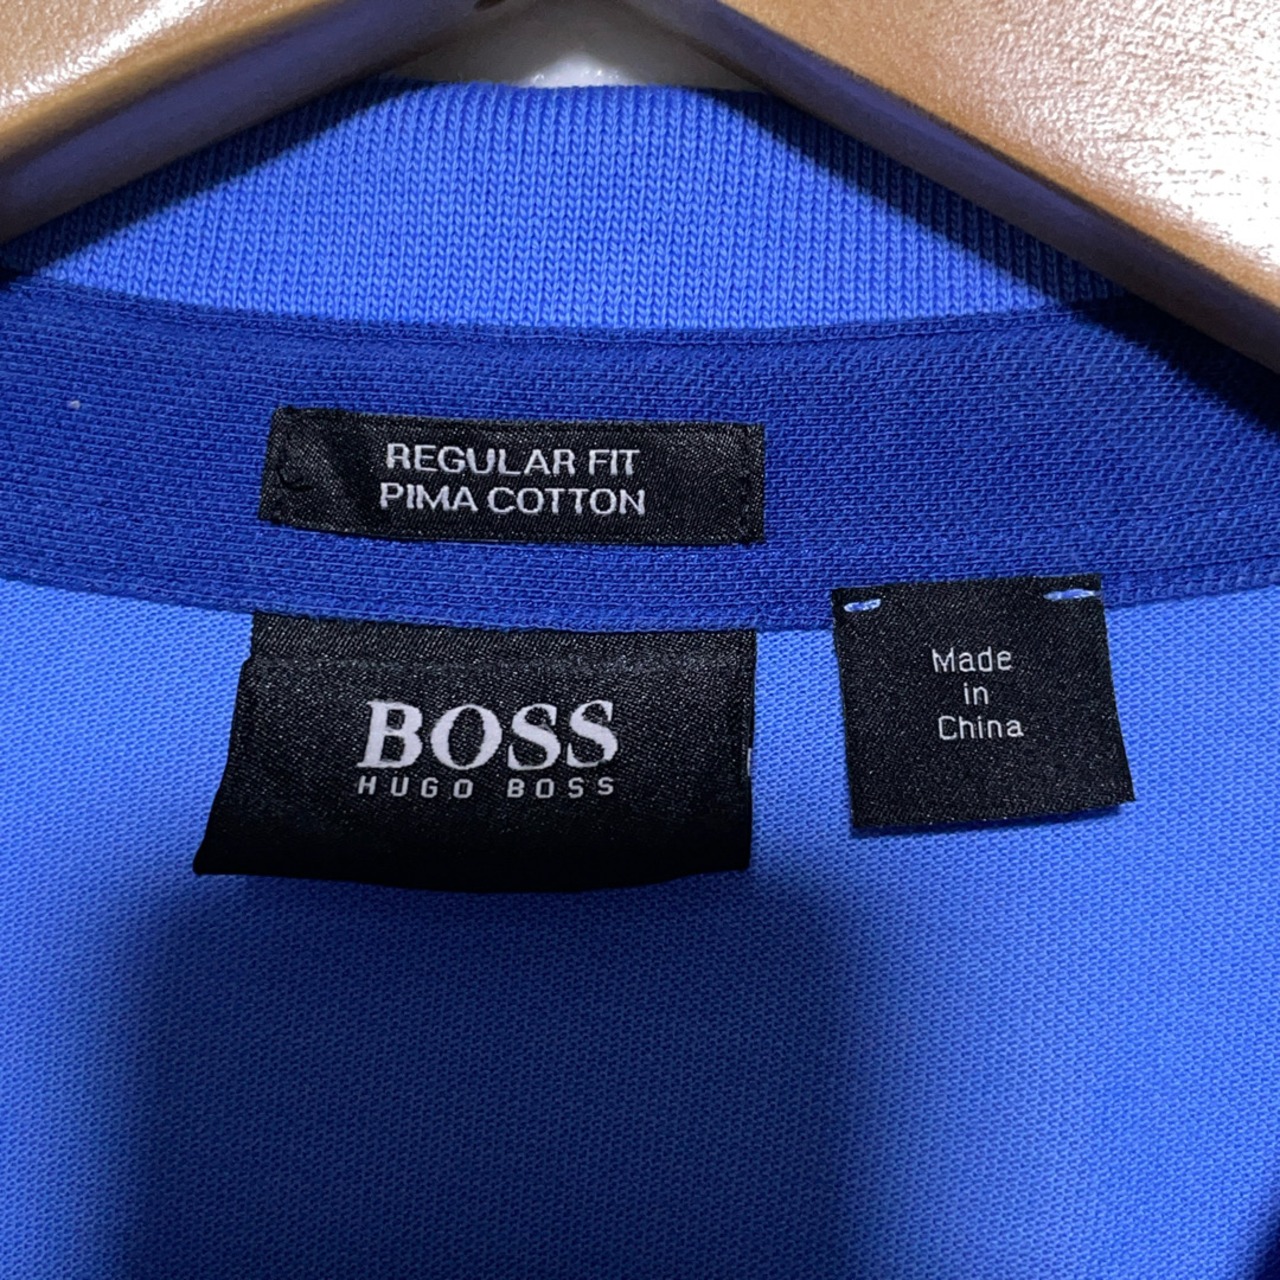 REGULAR FIT
PIMA COTTON
BOSS
HUGO BOSS
Made
in
China